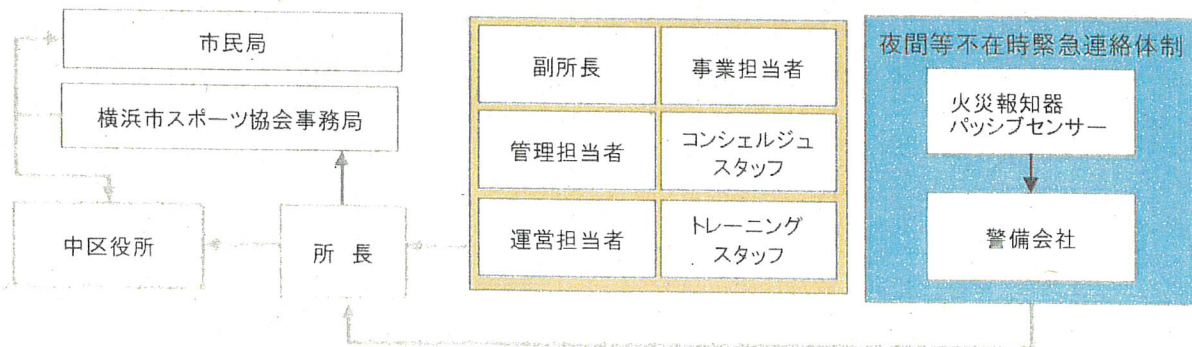 市民局
横浜市スポーツ協会事務局
中区役所
所 長
副所長
事業担当者
管理担当者
コンシェルジュ
スタッフ
運営担当者
トレーニング
スタッフ
夜間等不在時緊急連絡体制
火災報知器
パッシブセンサー
警備会社